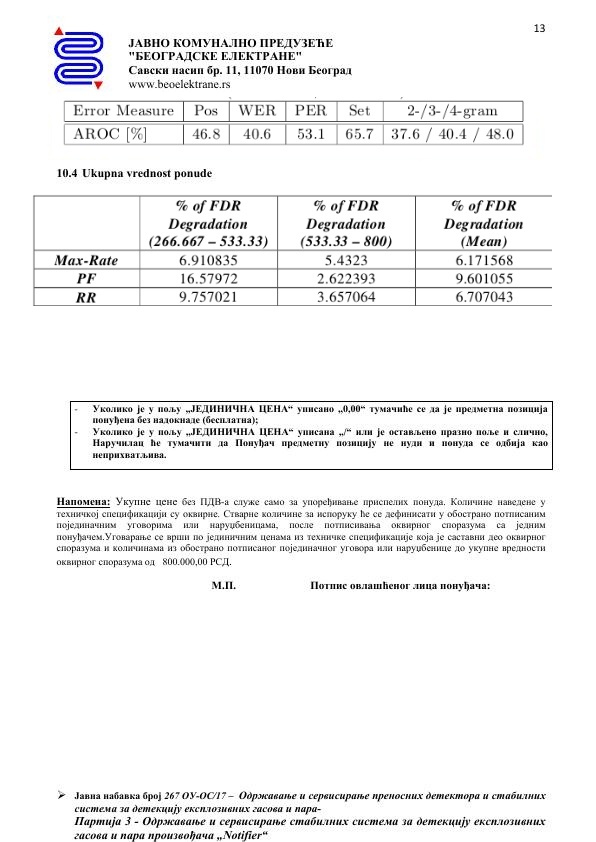 13
ЈАВНО КОМУНАЛНО ПРЕДУЗЕЋЕ
"БЕОГРАДСКЕ ЕЛЕКТРАНЕ"
Савски насип бр. 11, 11070 Нови Београд
www.beoelektrane.rs
Error Measure Pos WER PER Set 2-/3-/4-gram
AROC [%] 46.8 40.6 53.1 65.7 37.6 / 40.4 / 48.0
10.4 Ukupna vrednost ponude
% of FDR Degradation (266.667 – 533.33) % of FDR Degradation (533.33 – 800) % of FDR Degradation (Mean)
Max-Rate 6.910835 5.4323 6.171568
PF 16.57972 2.622393 9.601055
RR 9.757021 3.657064 6.707043
- Уколико је у пољу „ЈЕДИНИЧНА ЦЕНА“ уписано „0,00“ тумачиће се да је предметна позиција
понуђена без надокнаде (бесплатна);
- Уколико је у пољу „ЈЕДИНИЧНА ЦЕНА“ уписана „/“ или је остављено празно поље и слично,
Наручилац ће тумачити да Понуђач предметну позицију не нуди и понуда се одбија као
неприхватљива.
Напомена: Укупне цене без ПДВ-а служе само за упоређивање приспелих понуда. Количине наведене у
техничкој спецификацији су оквирне. Стварне количине за испоруку ће се дефинисати у обострано потписаним
појединачним уговорима или наруџбеницама, после потписивања оквирног споразума са једним
понуђачем.Уговарање се врши по јединичним ценама из техничке спецификације која је саставни део оквирног
споразума и количинама из обострано потписаног појединачног уговора или наруџбенице до укупне вредности
оквирног споразума од 800.000,00 РСД.
М.П. Потпис овлашћеног лица понуђача:
➢ Јавна набавка број 267 ОУ-ОС/17 – Одржавање и сервисирање преносних детектора и стабилних
система за детекцију експлозивних гасова и пара-
Партија 3 - Одржавање и сервисирање стабилних система за детекцију експлозивних
гасова и пара произвођача „Notifier“